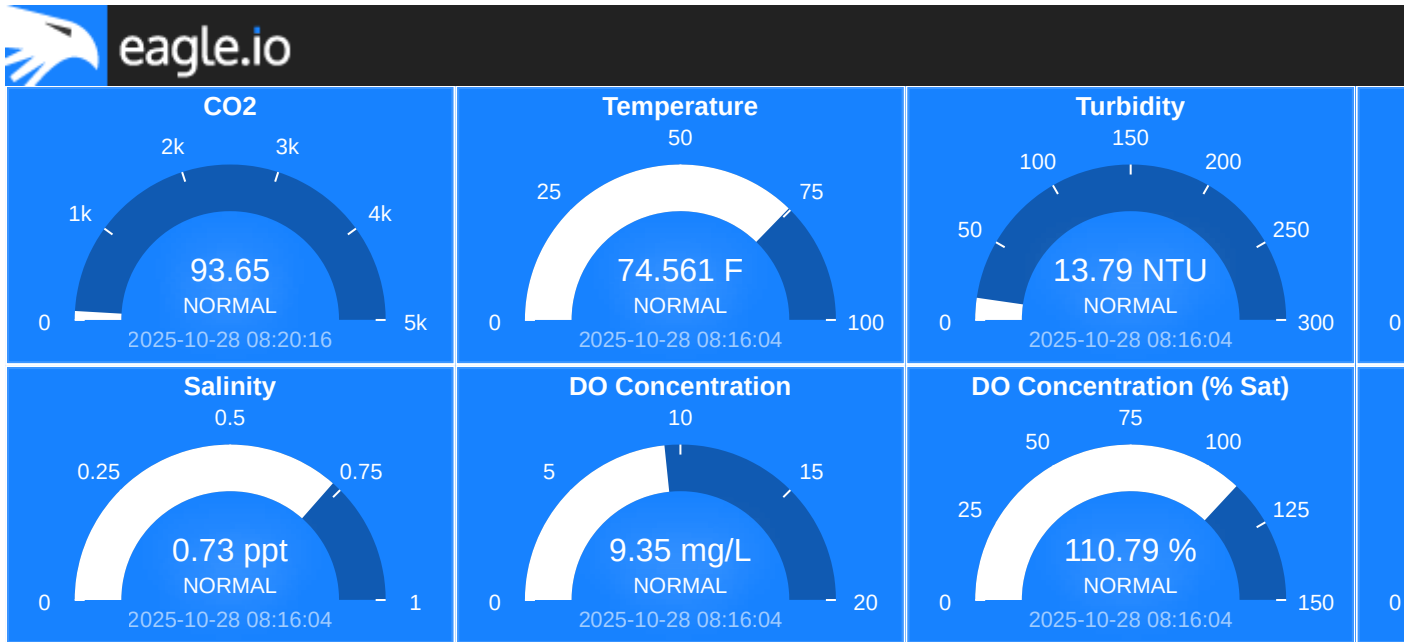 eagle.io
CO2
2k
3k
1k
4k
93.65
NORMAL
0
5k
2025-10-28 08:20:16
Temperature
50
25
75
74.561 F
NORMAL
0
100
2025-10-28 08:16:04
Turbidity
150
100
200
50
250
13.79 NTU
NORMAL
0
300
2025-10-28 08:16:04
0
Salinity
0.5
0.25
0.75
0.73 ppt
NORMAL
0
1
2025-10-28 08:16:04
DO Concentration
10
5
15
9.35 mg/L
NORMAL
0
20
2025-10-28 08:16:04
DO Concentration (% Sat)
75
50
100
25
125
110.79 %
NORMAL
0
150
2025-10-28 08:16:04
0